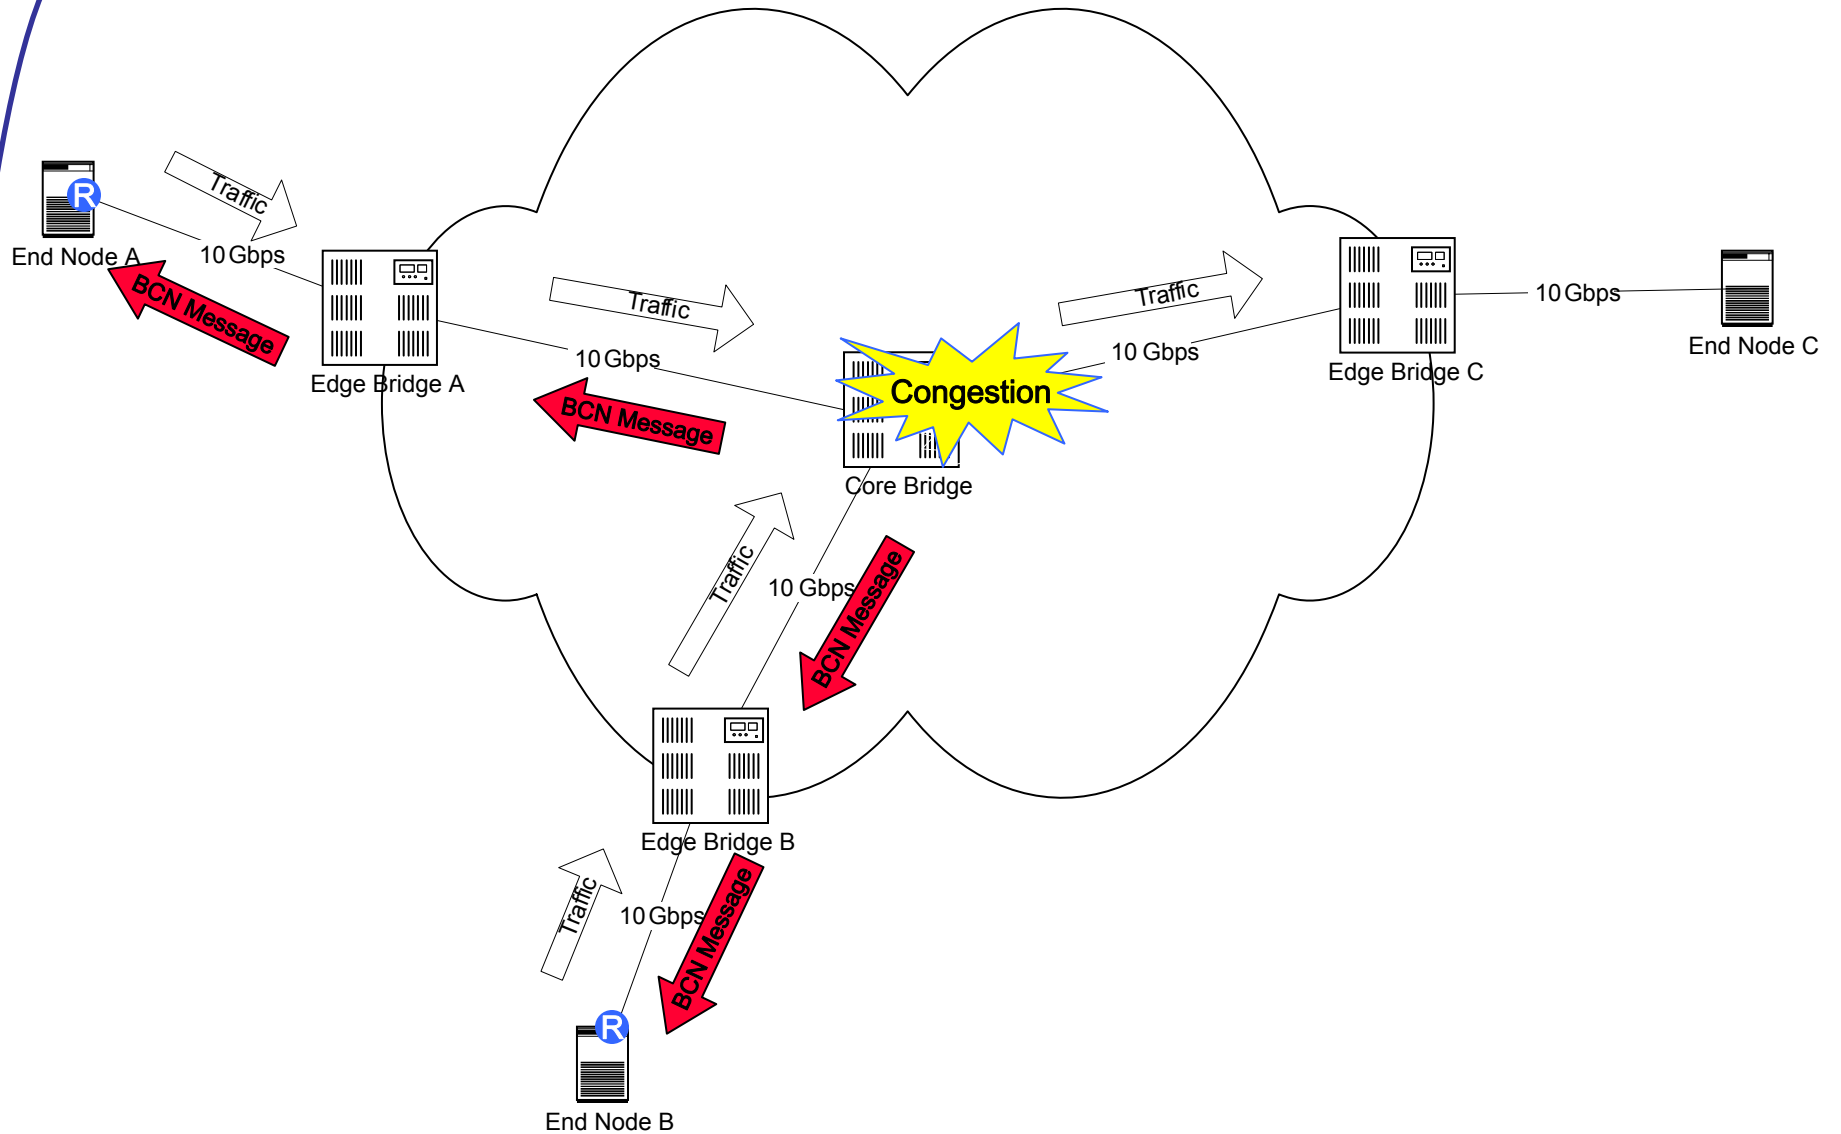 Traffic
R
End Node A
10 Gbps
BCN Message
Edge Bridge A
Traffic
10 Gbps
BCN Message
Congestion
Core Bridge
Traffic
10 Gbps
Edge Bridge C
10 Gbps
End Node C
Traffic
10 Gbps
BCN Message
Edge Bridge B
Traffic
10 Gbps
BCN Message
R
End Node B